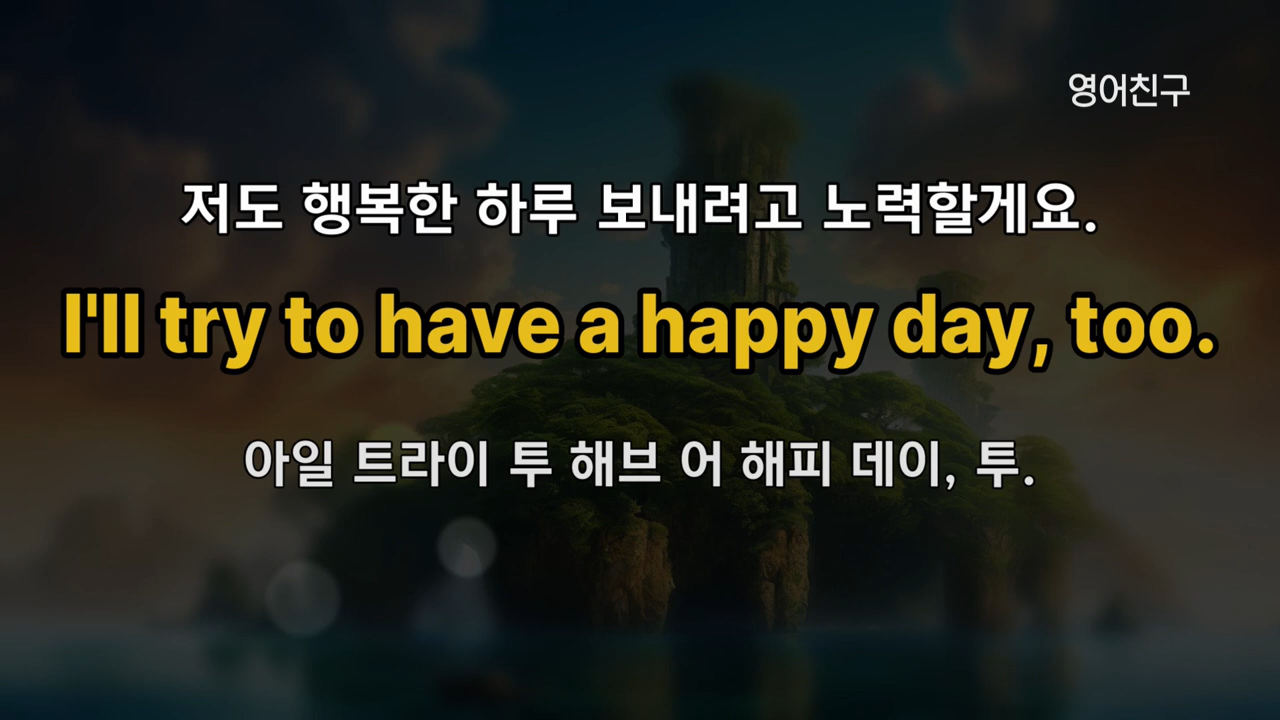 영어친구
저도 행복한 하루 보내려고 노력할게요.
I'll try to have a happy day, too.
아일 트라이 투 해브 어 해피 데이, 투.